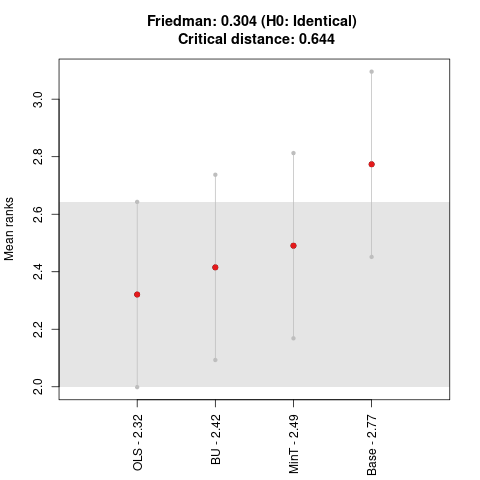 Friedman: 0.304 (H0: Identical)
Critical distance: 0.644
Mean ranks
3.0
2.8
2.6
2.4
2.2
2.0
OLS - 2.32
BU - 2.42
MinT - 2.49
Base - 2.77